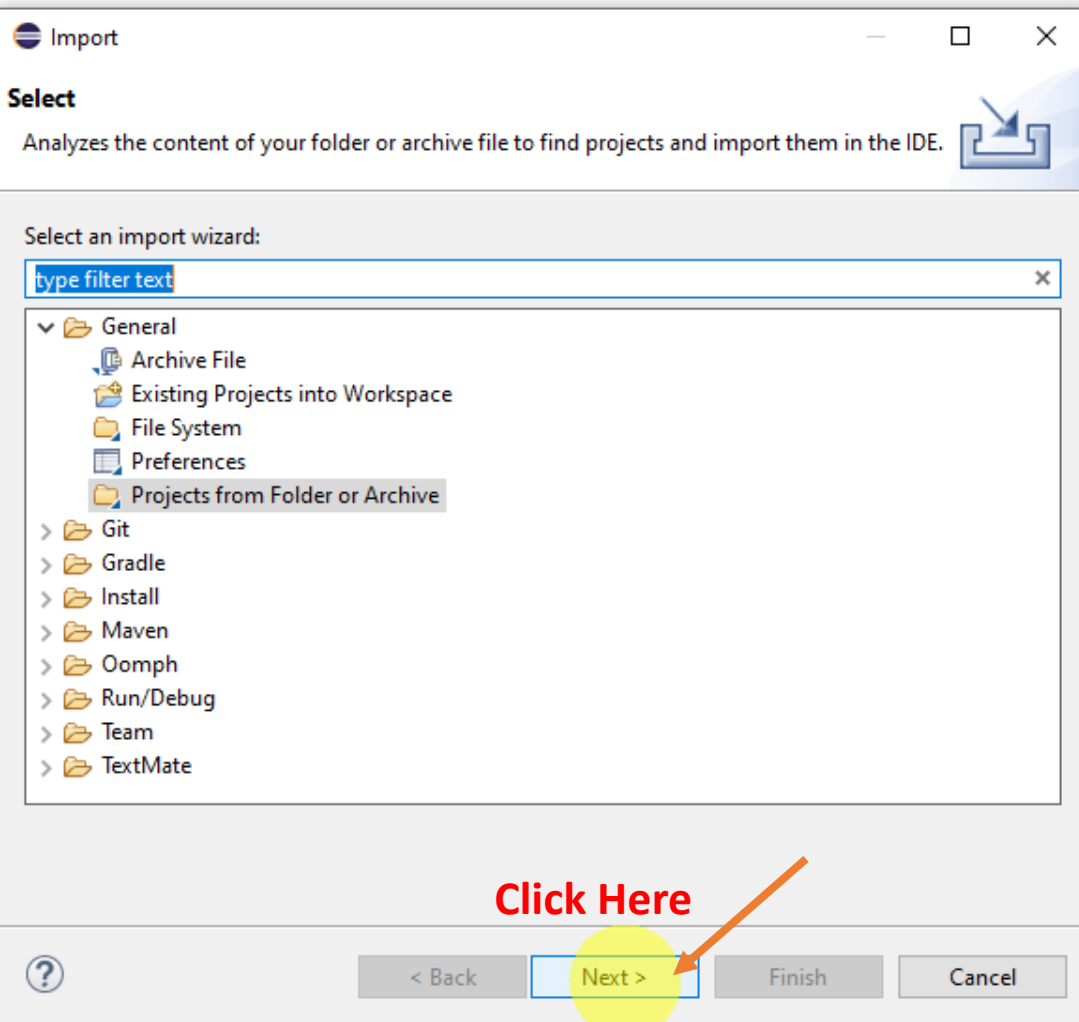 Import
Select
Analyzes the content of your folder or archive file to find projects and import them in the IDE.
Select an import wizard:
type filter text
General
Archive File
Existing Projects into Workspace
File System
Preferences
Projects from Folder or Archive
Git
Gradle
Install
Maven
Oomph
Run/Debug
Team
TextMate
Click Here
? < Back Next > Finish Cancel